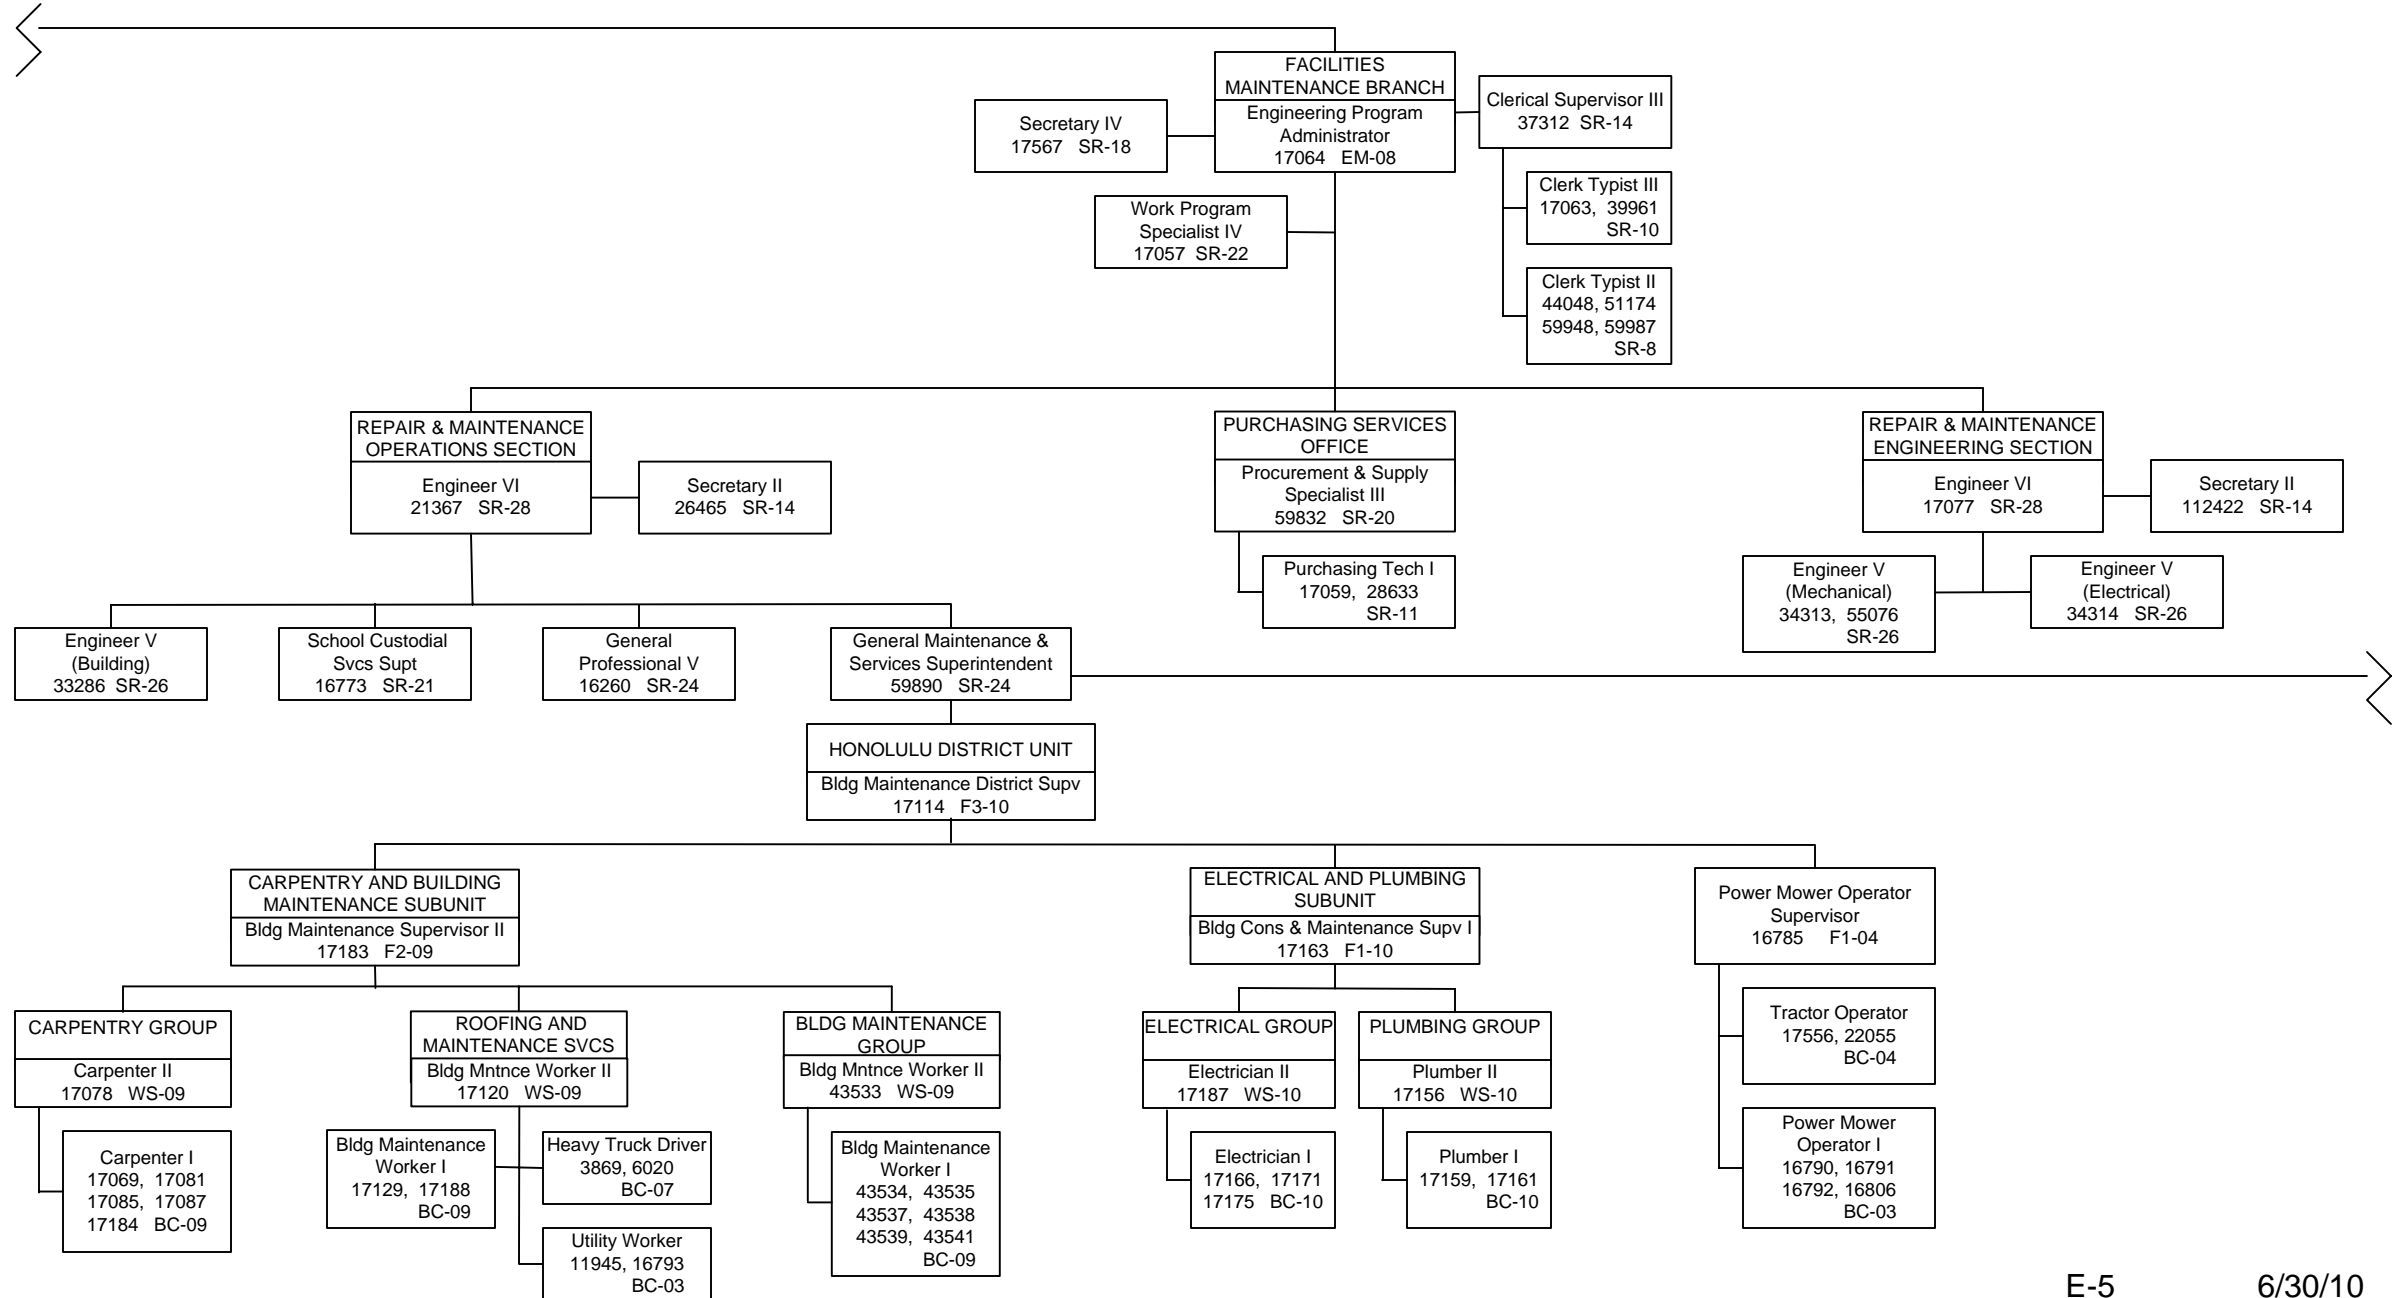 FACILITIES
MAINTENANCE BRANCH
Engineering Program
Administrator
17064 EM-08
Secretary IV
17567 SR-18
Clerical Supervisor III
37312 SR-14
Work Program
Specialist IV
17057 SR-22
Clerk Typist III
17063, 39961
SR-10
Clerk Typist II
44048, 51174
59948, 59987
SR-8
REPAIR & MAINTENANCE
OPERATIONS SECTION
Engineer VI
21367 SR-28
Secretary II
26465 SR-14
PURCHASING SERVICES
OFFICE
Procurement & Supply
Specialist III
59832 SR-20
Purchasing Tech I
17059, 28633
SR-11
REPAIR & MAINTENANCE
ENGINEERING SECTION
Engineer VI
17077 SR-28
Secretary II
112422 SR-14
Engineer V
(Mechanical)
34313, 55076
SR-26
Engineer V
(Electrical)
34314 SR-26
Engineer V
(Building)
33286 SR-26
School Custodial
Svcs Supt
16773 SR-21
General
Professional V
16260 SR-24
General Maintenance &
Services Superintendent
59890 SR-24
HONOLULU DISTRICT UNIT
Bldg Maintenance District Supv
17114 F3-10
CARPENTRY AND BUILDING
MAINTENANCE SUBUNIT
Bldg Maintenance Supervisor II
17183 F2-09
ELECTRICAL AND PLUMBING
SUBUNIT
Bldg Cons & Maintenance Supv I
17163 F1-10
Power Mower Operator
Supervisor
16785 F1-04
CARPENTRY GROUP
Carpenter II
17078 WS-09
Carpenter I
17069, 17081
17085, 17087
17184 BC-09
ROOFING AND
MAINTENANCE SVCS
Bldg Mntnce Worker II
17120 WS-09
Bldg Maintenance
Worker I
17129, 17188
BC-09
Heavy Truck Driver
3869, 6020
BC-07
Utility Worker
11945, 16793
BC-03
BLDG MAINTENANCE
GROUP
Bldg Mntnce Worker II
43533 WS-09
Bldg Maintenance
Worker I
43534, 43535
43537, 43538
43539, 43541
BC-09
ELECTRICAL GROUP
Electrician II
17187 WS-10
Electrician I
17166, 17171
17175 BC-10
PLUMBING GROUP
Plumber II
17156 WS-10
Plumber I
17159, 17161
BC-10
Tractor Operator
17556, 22055
BC-04
Power Mower
Operator I
16790, 16791
16792, 16806
BC-03
E-5 6/30/10